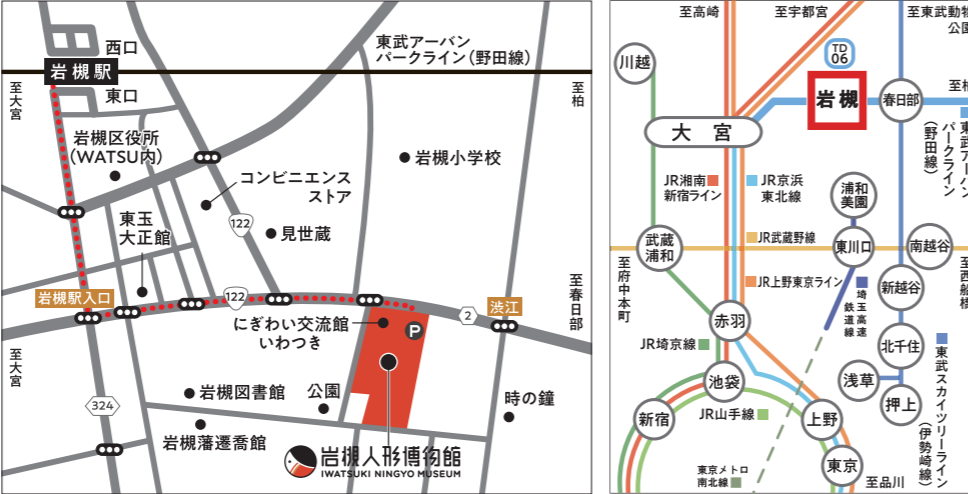 西口
岩槻駅
東口
至大宮
東武アーバン
パークライン(野田線)
至柏
岩槻区役所
(WATSU内)
岩槻小学校
コンビニエンス
ストア
東玉
大正館
122
見世蔵
岩槻駅入口
122
2
渋江
至春日部
にぎわい交流館
いわつき
P
至大宮
324
岩槻図書館
公園
時の鐘
岩槻藩遷喬館
岩槻人形博物館
IWATSUKI NINGYO MUSEUM
至高崎
至宇都宮
至東武動物
公園
川越
TD
06
岩槻
春日部
至柏
大宮
東武アーバン
パークライン
(野田線)
JR湘南
新宿ライン
JR京浜
東北線
浦和
美園
JR武蔵野線
武蔵
浦和
東川口
南越谷
至府中本町
至西船橋
JR上野東京ライン
埼玉高速
鉄道線
新越谷
赤羽
北千住
JR埼京線
池袋
浅草
押上
東武スカイツリーライン
(伊勢崎線)
新宿
JR山手線
上野
東京
東京メトロ
南北線
至品川